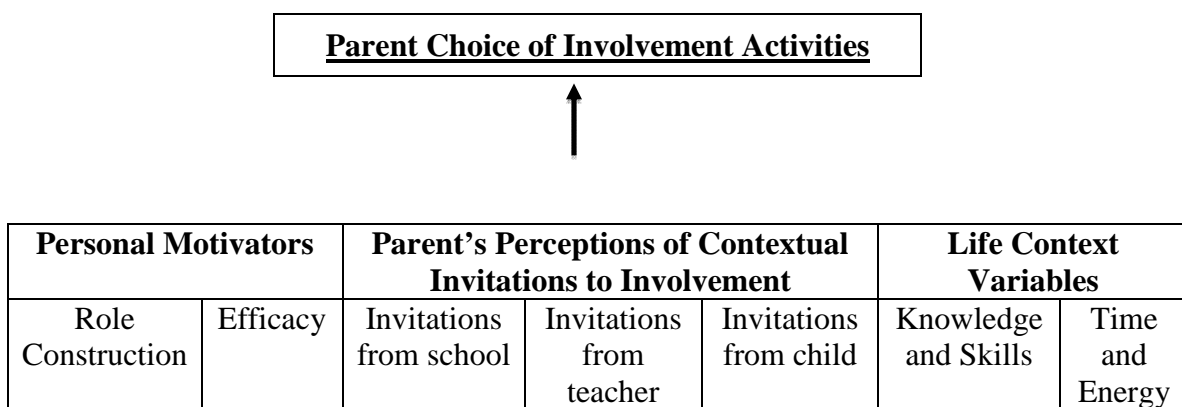 Parent Choice of Involvement Activities
Personal Motivators
Parent’s Perceptions of Contextual
Invitations to Involvement
Life Context
Variables
Role
Construction
Efficacy
Invitations
from school
Invitations
from
teacher
Invitations
from child
Knowledge
and Skills
Time
and
Energy